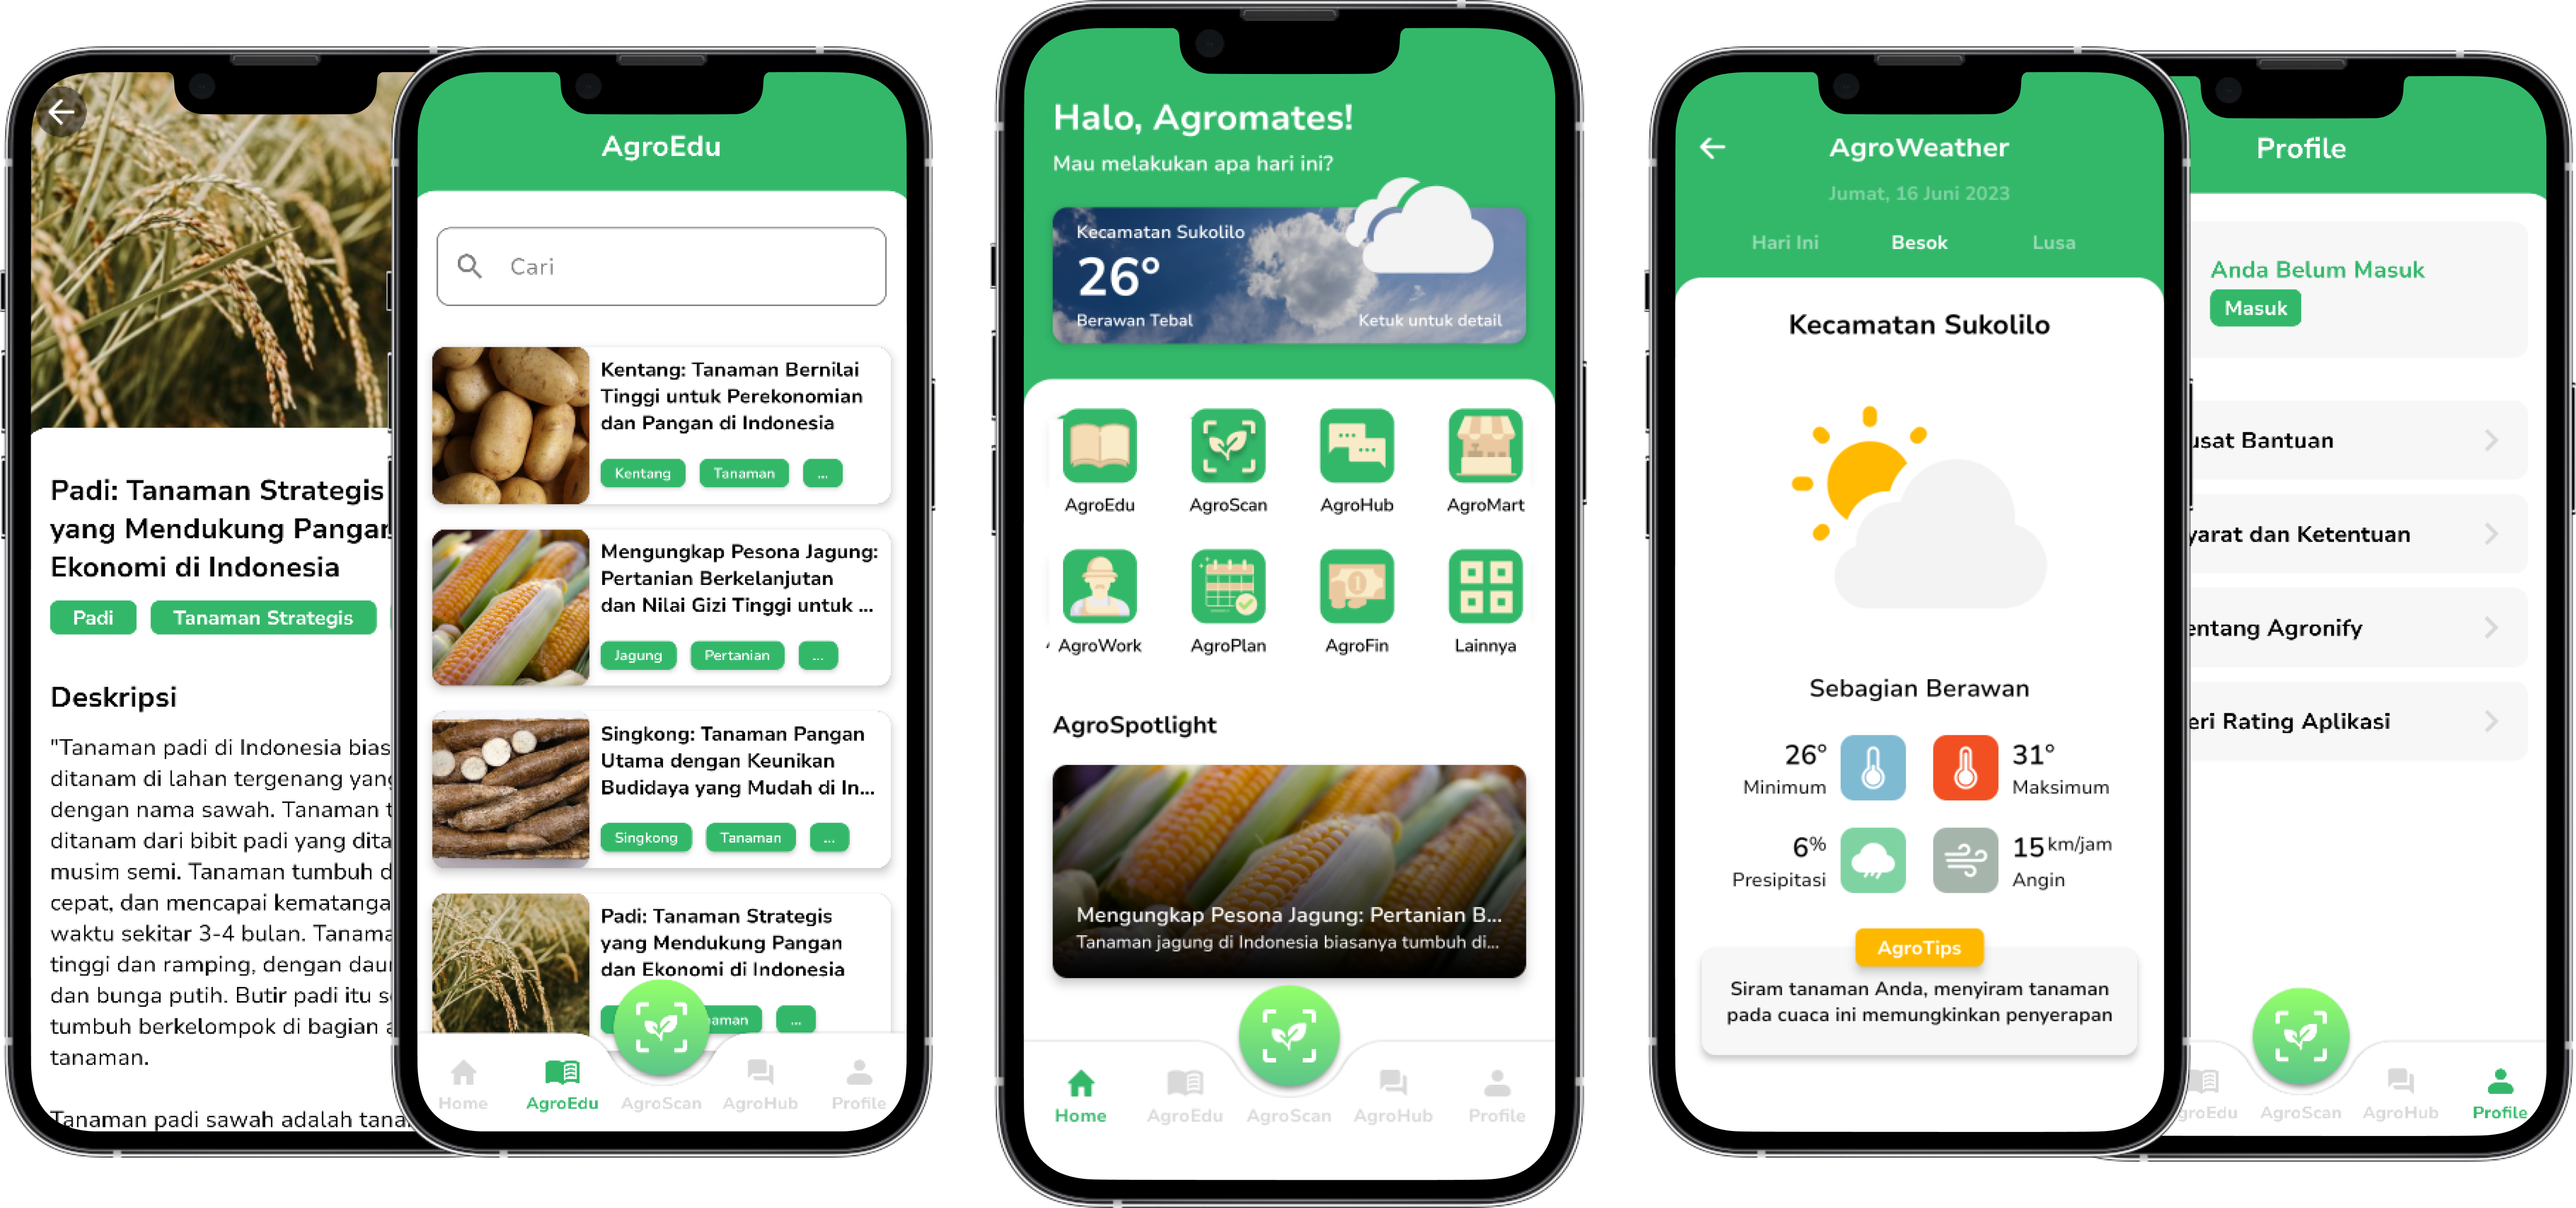 Padi: Tanaman Strategis
yang Mendukung Pangan
Ekonomi di Indonesia
Padi
Tanaman Strategis
Deskripsi
"Tanaman padi di Indonesia bias
ditanam di lahan tergenang yang
dengan nama sawah. Tanaman
ditanam dari bibit padi yang dita
musim semi. Tanaman tumbuh d
cepat, dan mencapai kematanga
waktu sekitar 3-4 bulan. Tanama
tinggi dan ramping, dengan daun
dan bunga putih. Butir padi itu s
tumbuh berkelompok di bagian a
tanaman.
Tanaman padi sawah adalah tana
AgroEdu
Cari
Kentang: Tanaman Bernilai
Tinggi untuk Perekonomian
dan Pangan di Indonesia
Kentang
Tanaman
...
Mengungkap Pesona Jagung:
Pertanian Berkelanjutan
dan Nilai Gizi Tinggi untuk ...
Jagung
Pertanian
...
Singkong: Tanaman Pangan
Utama dengan Keunikan
Budidaya yang Mudah di In...
Singkong
Tanaman
...
Padi: Tanaman Strategis
yang Mendukung Pangan
dan Ekonomi di Indonesia
aman
...
Home
AgroEdu
AgroScan
AgroHub
Profile
Halo, Agromates!
Mau melakukan apa hari ini?
Kecamatan Sukolilo
26°
Berawan Tebal
Ketuk untuk detail
AgroEdu
AgroScan
AgroHub
AgroMart
AgroWork
AgroPlan
AgroFin
Lainnya
AgroSpotlight
Mengungkap Pesona Jagung: Pertanian B...
Tanaman jagung di Indonesia biasanya tumbuh di...
Home
AgroEdu
AgroScan
AgroHub
Profile
AgroWeather
Jumat, 16 Juni 2023
Hari Ini
Besok
Lusa
Kecamatan Sukolilo
Sebagian Berawan
26°
Minimum
31°
Maksimum
6%
Presipitasi
15 km/jam
Angin
AgroTips
Siram tanaman Anda, menyiram tanaman
pada cuaca ini memungkinkan penyerapan
Profile
Anda Belum Masuk
Masuk
usat Bantuan
yarat dan Ketentuan
entang Agronify
eri Rating Aplikasi
groEdu
AgroScan
AgroHub
Profile